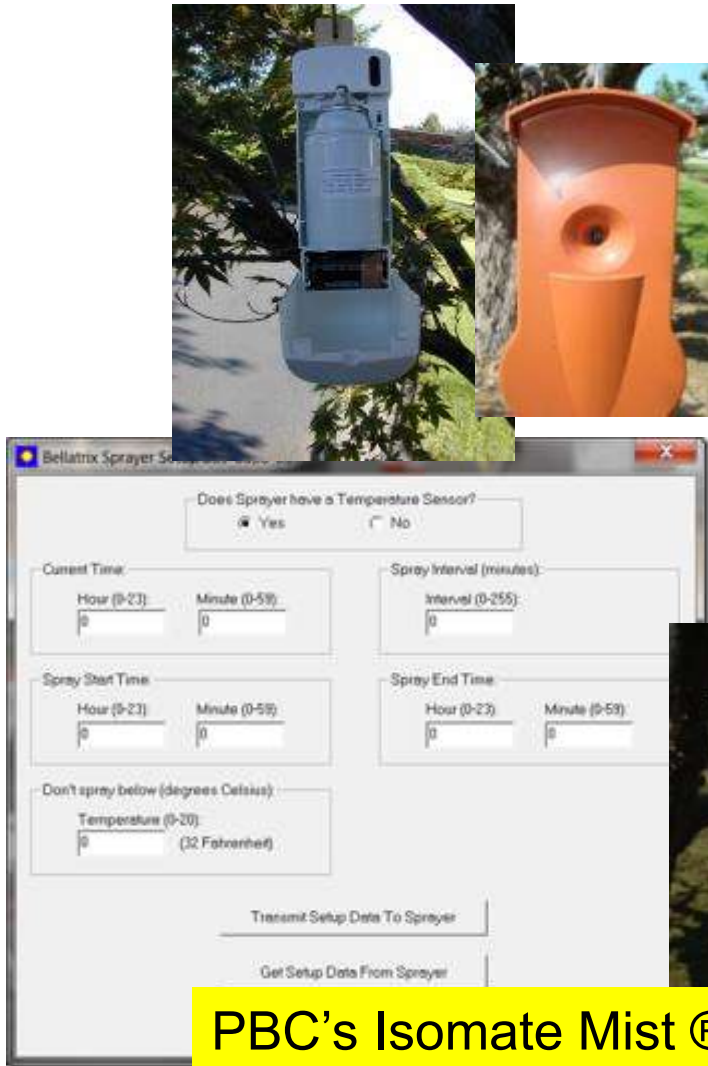 Bellatrix Sprayer
Does Sprayer have a Temperature Sensor?
Yes No
Current Time:
Hour (0-23): Minute (0-59):
0 0
Spray Interval (minutes):
Interval (0-255):
0
Spray Start Time
Hour (0-23): Minute (0-59):
0 0
Spray End Time
Hour (0-23): Minute (0-59):
0 0
Don't spray below (degrees Celsius)
Temperature (0-20):
0 (32 Fahrenheit)
Transmit Setup Data To Sprayer
Get Setup Data From Sprayer
PBC's Isomate Mist ®